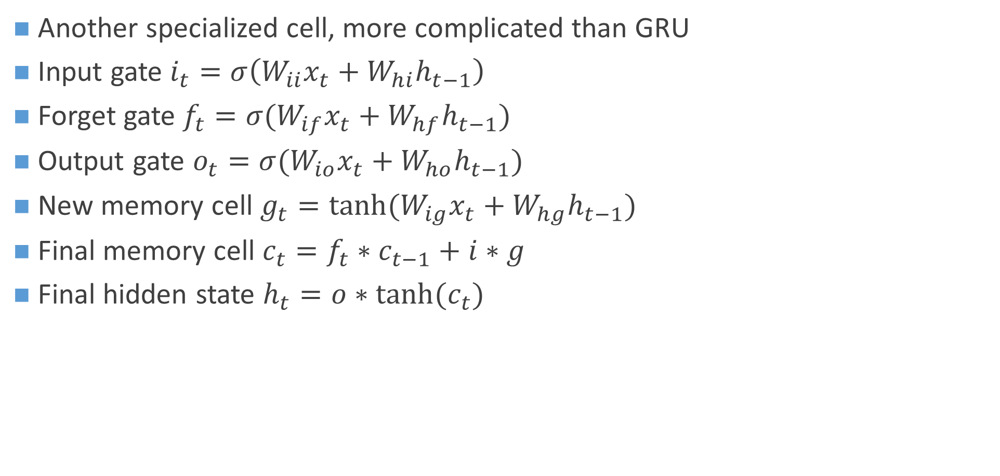 Another specialized cell, more complicated than GRU
Input gate $i_t = \sigma(W_{ii}x_t + W_{hi}h_{t-1})$
Forget gate $f_t = \sigma(W_{if}x_t + W_{hf}h_{t-1})$
Output gate $o_t = \sigma(W_{io}x_t + W_{ho}h_{t-1})$
New memory cell $g_t = \tanh(W_{ig}x_t + W_{hg}h_{t-1})$
Final memory cell $c_t = f_t * c_{t-1} + i * g$
Final hidden state $h_t = o * \tanh(c_t)$